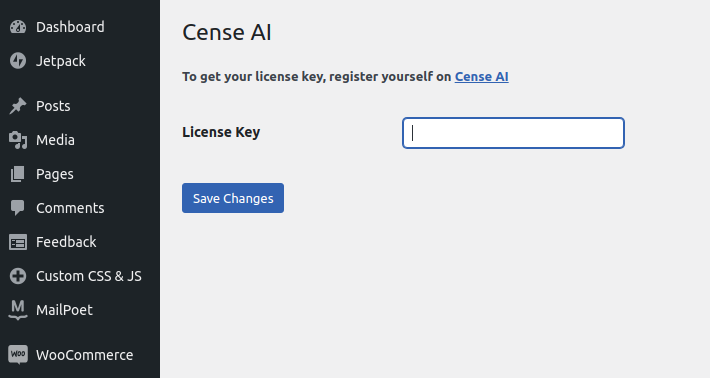 Dashboard
Jetpack
Posts
Media
Pages
Comments
Feedback
Custom CSS & JS
M
MailPoet
WOO
WooCommerce
Cense AI
To get your license key, register yourself on Cense AI
License Key
Save Changes